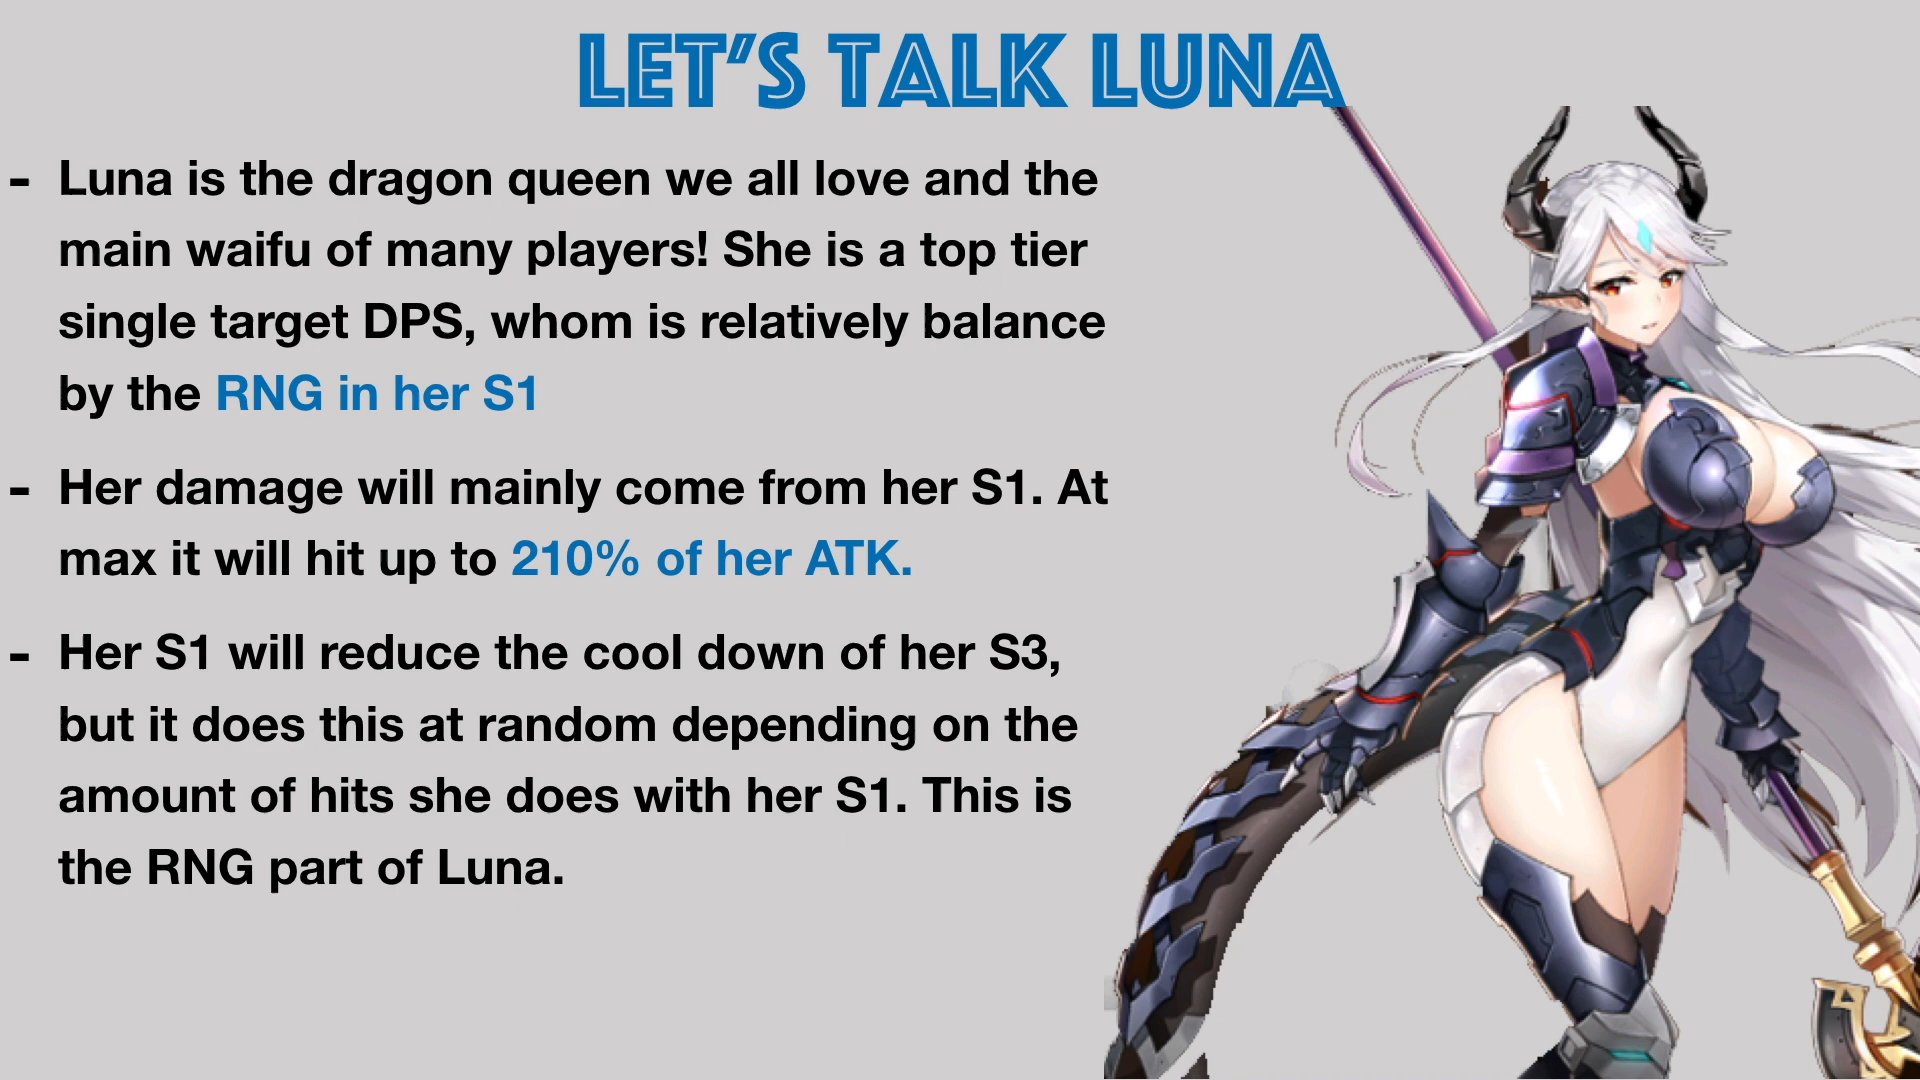 LET'S TALK LUNA
- Luna is the dragon queen we all love and the
main waifu of many players! She is a top tier
single target DPS, whom is relatively balance
by the RNG in her S1
- Her damage will mainly come from her S1. At
max it will hit up to 210% of her ATK.
- Her S1 will reduce the cool down of her S3,
but it does this at random depending on the
amount of hits she does with her S1. This is
the RNG part of Luna.